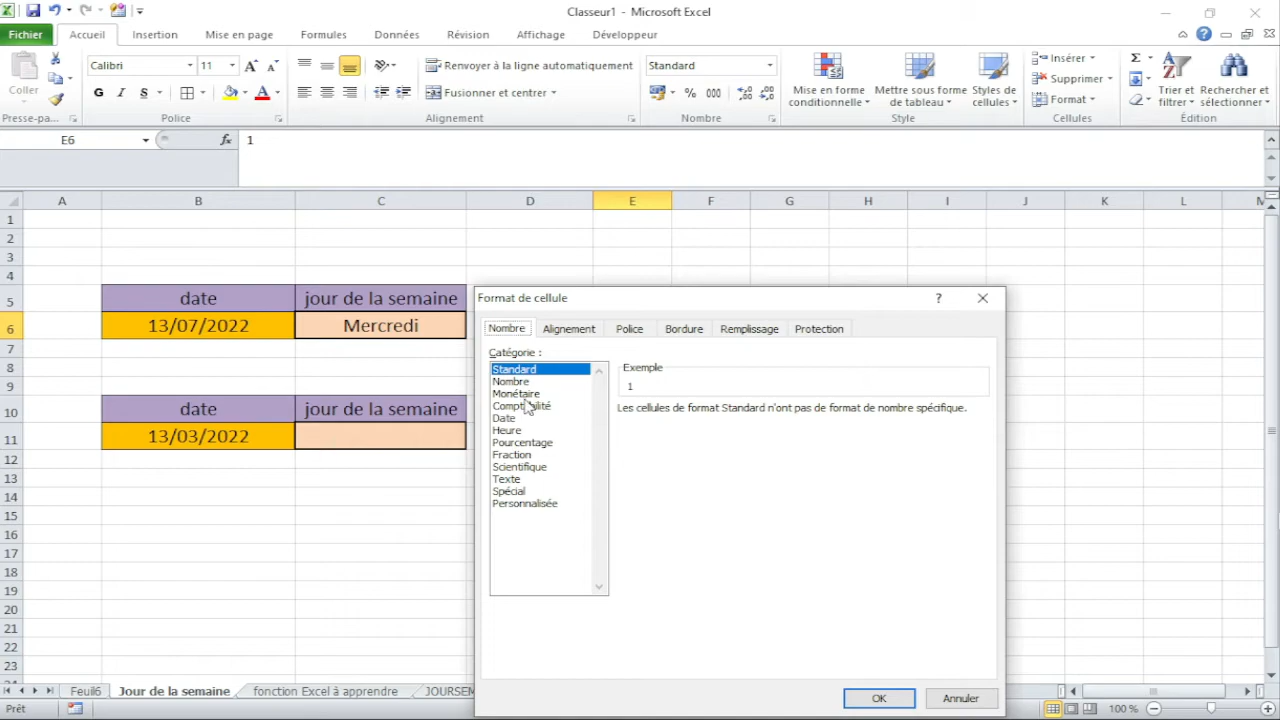 Classeur1 - Microsoft Excel
Fichier Accueil Insertion Mise en page Formules Données Révision Affichage Développeur
Coller
Calibri 11
G I S
Renvoyer à la ligne automatiquement
Fusionner et centrer
Standard
% 000
Mise en forme conditionnelle
Mettre sous forme de tableau
Styles de cellules
Insérer
Supprimer
Format
Σ
Trier et filtrer
Rechercher et sélectionner
Presse-pa... Police Alignement Nombre Style Cellules Édition
E6 fx 1
A B C D E F G H I J K L M
1
2
3
4
5 date jour de la semaine
6 13/07/2022 Mercredi
7
8
9
10 date jour de la semaine
11 13/03/2022
12
13
14
15
16
17
18
19
20
21
22
23
Format de cellule ?
Nombre Alignement Police Bordure Remplissage Protection
Catégorie :
Standard
Nombre
Monétaire
Comptabilité
Date
Heure
Pourcentage
Fraction
Scientifique
Texte
Spécial
Personnalisée
Exemple
1
Les cellules de format Standard n'ont pas de format de nombre spécifique.
OK Annuler
Feuil6 Jour de la semaine fonction Excel à apprendre JOURSEM
Prêt 100 %